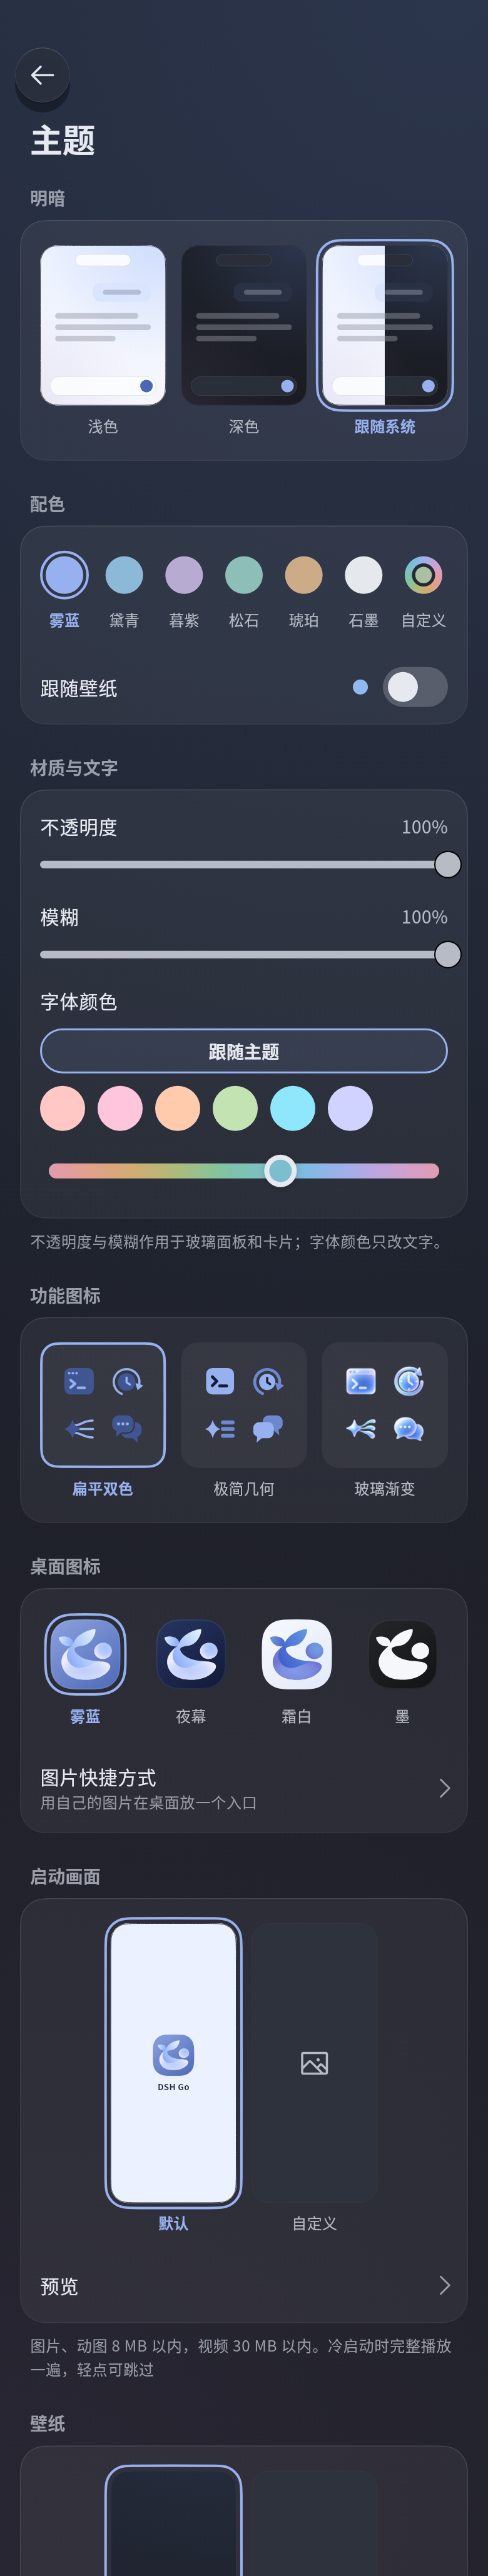 主题
明暗
浅色
深色
跟随系统
配色
雾蓝
黛青
暮紫
松石
琥珀
石墨
自定义
跟随壁纸
材质与文字
不透明度
100%
模糊
100%
字体颜色
跟随主题
不透明度与模糊作用于玻璃面板和卡片；字体颜色只改文字。
功能图标
扁平双色
极简几何
玻璃渐变
桌面图标
雾蓝
夜幕
霜白
墨
图片快捷方式
用自己的图片在桌面放一个入口
启动画面
DSH Go
默认
自定义
预览
图片、动图 8 MB 以内，视频 30 MB 以内。冷启动时完整播放
一遍，轻点可跳过
壁纸